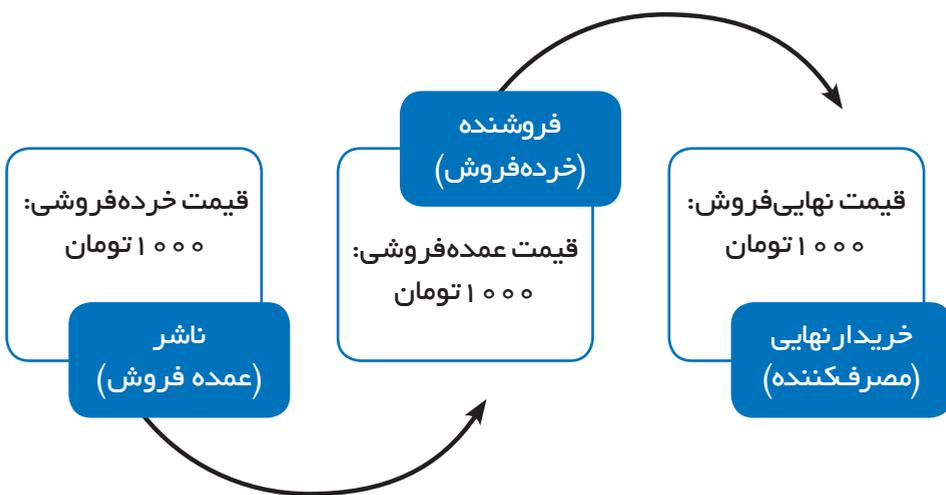 قیمت خرده‌فروشی:
۱۰۰۰ تومان
ناشر
(عمده فروش)
فروشنده
(خرده‌فروش)
قیمت عمده‌فروشی:
۱۰۰۰ تومان
قیمت نهایی‌فروش:
۱۰۰۰ تومان
خریدار نهایی
(مصرف‌کننده)